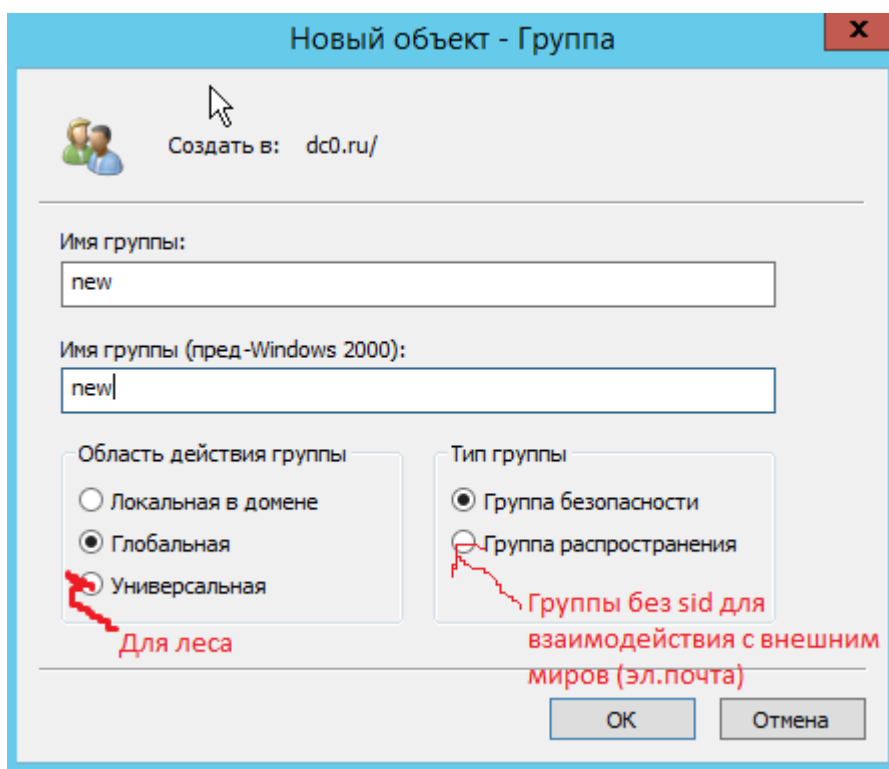 Новый объект - Группа
x
Создать в: dc0.ru/
Имя группы:
new
Имя группы (пред-Windows 2000):
new
Область действия группы
Локальная в домене
Глобальная
Универсальная
Для леса
Тип группы
Группа безопасности
Группа распространения
Группы без sid для
взаимодействия с внешним
миров (эл.почта)
ОК
Отмена